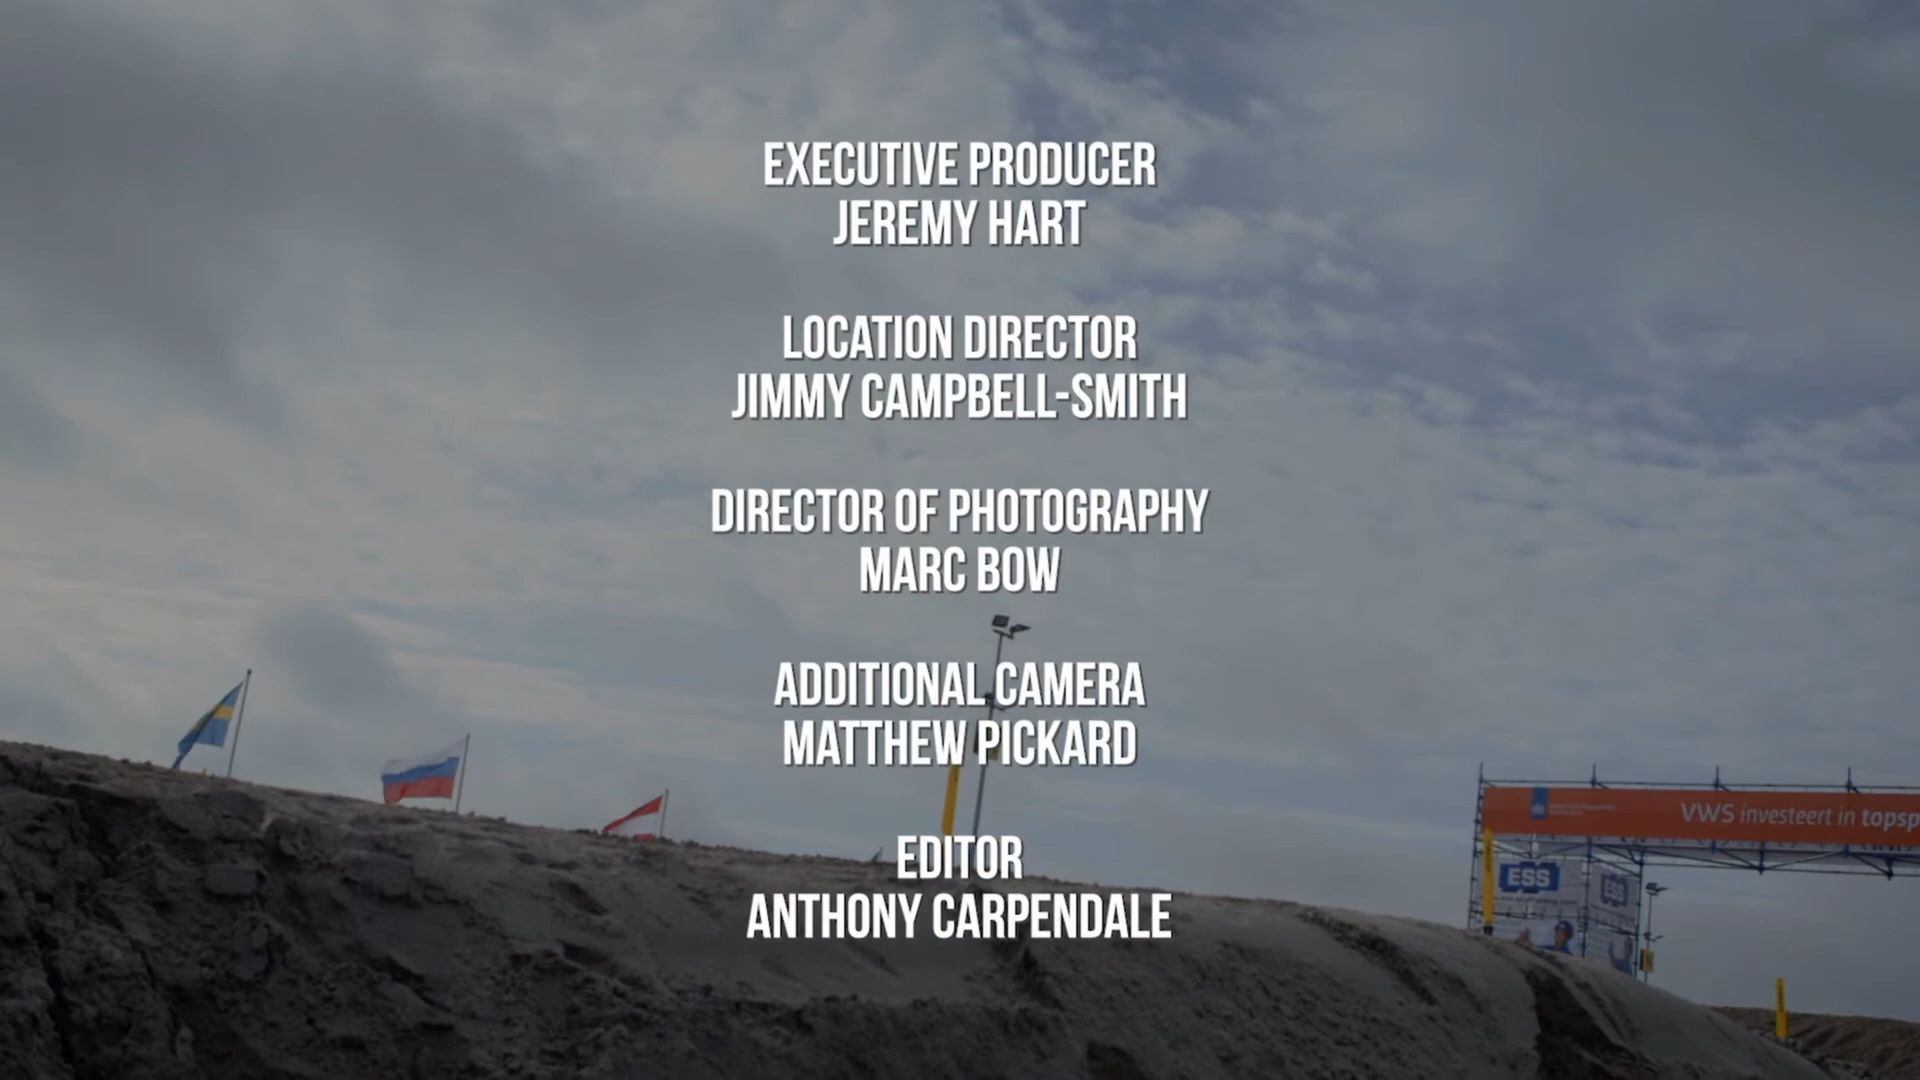 EXECUTIVE PRODUCER
JEREMY HART
LOCATION DIRECTOR
JIMMY CAMPBELL-SMITH
DIRECTOR OF PHOTOGRAPHY
MARC BOW
ADDITIONAL CAMERA
MATTHEW PICKARD
EDITOR
ANTHONY CARPENDALE
VWS investeert in topsp
ESS
ESS